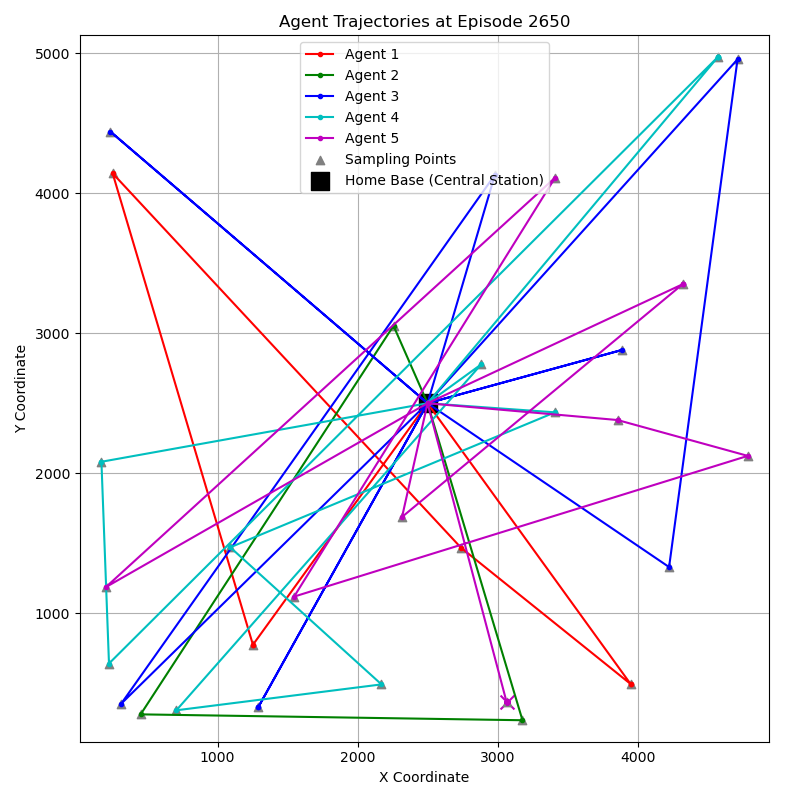 Agent Trajectories at Episode 2650
5000
4000
3000
2000
1000
Y Coordinate
Agent 1
Agent 2
Agent 3
Agent 4
Agent 5
Sampling Points
Home Base (Central Station)
1000 2000 3000 4000
X Coordinate